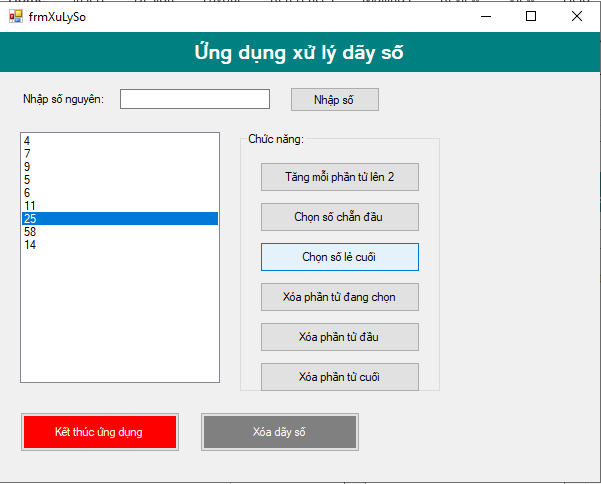 frmXuLySo
Ứng dụng xử lý dãy số
Nhập số nguyên:
Nhập số
4
7
9
5
6
11
25
58
14
Chức năng:
Tăng mỗi phần tử lên 2
Chọn số chẵn đầu
Chọn số lẻ cuối
Xóa phần tử đang chọn
Xóa phần tử đầu
Xóa phần tử cuối
Kết thúc ứng dụng
Xóa dãy số